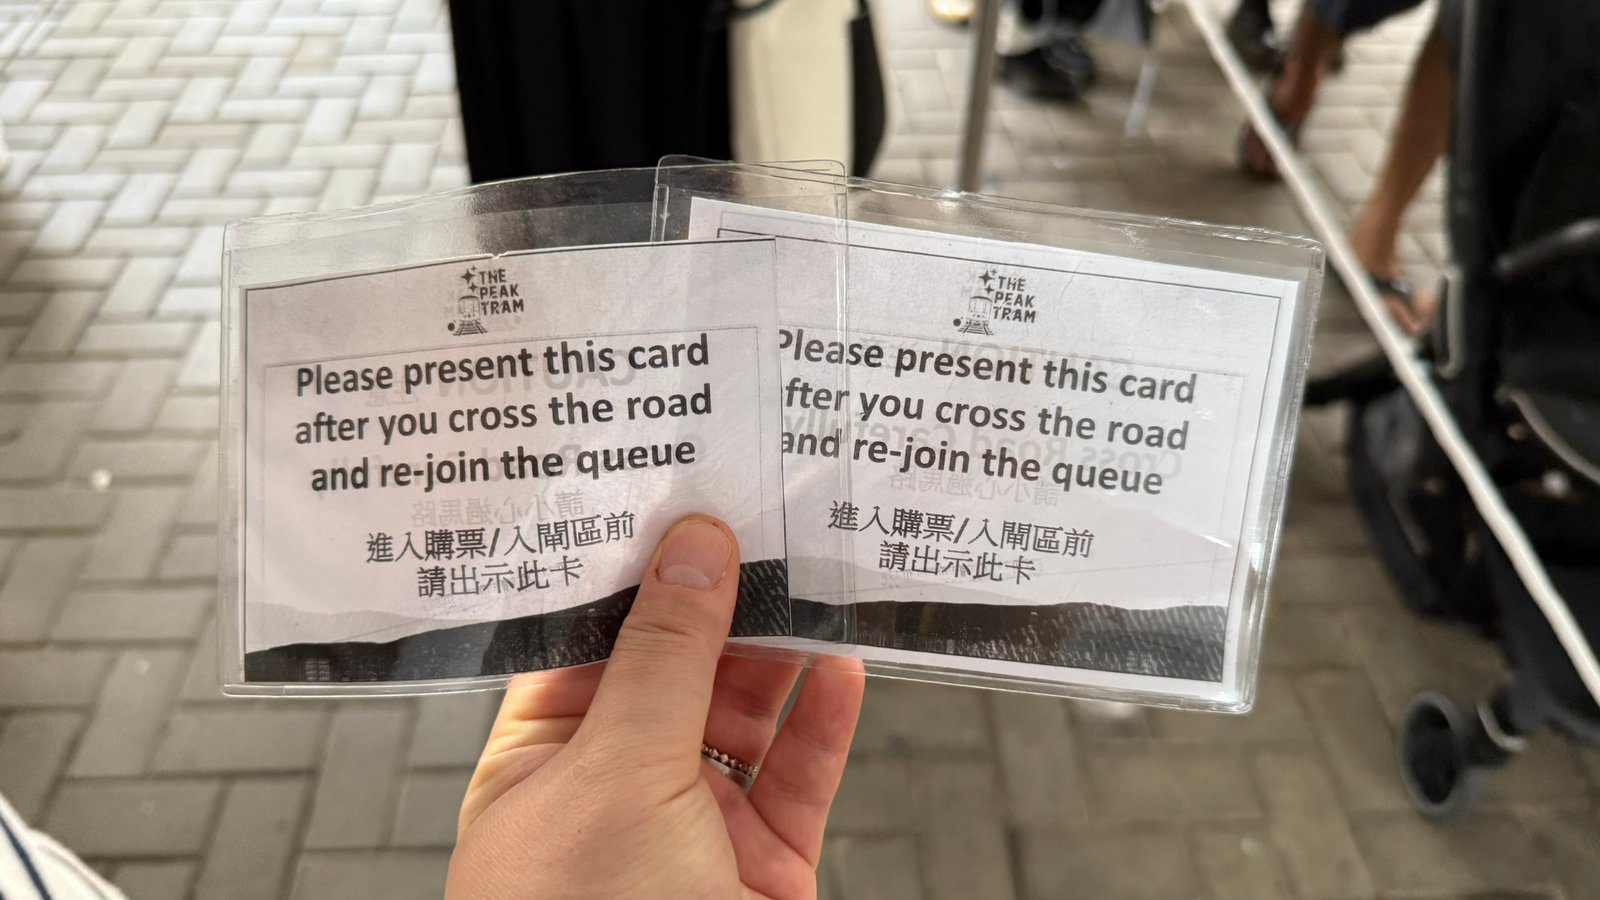 THE
PEAK
TRAM
Please present this card
after you cross the road
and re-join the queue
進入購票/入閘區前
請出示此卡
THE
PEAK
TRAM
Please present this card
after you cross the road
and re-join the queue
進入購票/入閘區前
請出示此卡